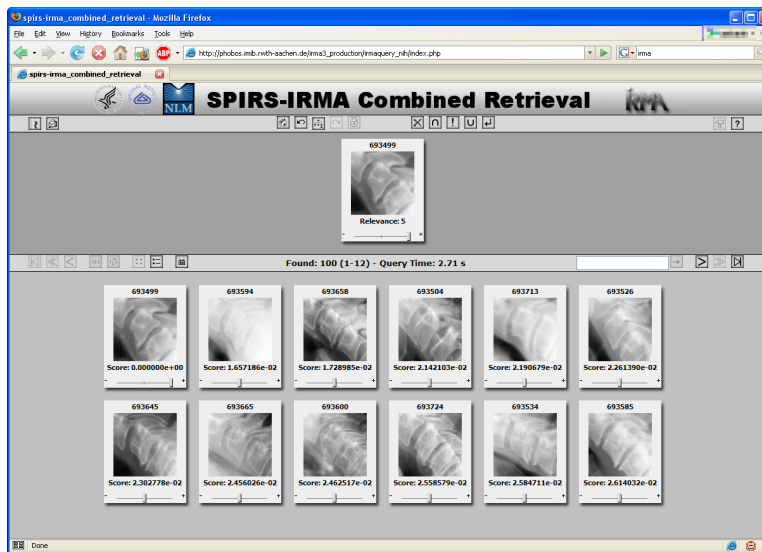 spirs-irma_combined_retrieval - Mozilla Firefox
File Edit View History Bookmarks Tools Help
ABP http://phobos.imib.rwth-aachen.de/irma3_production/irmaquery_nih/index.php G irma
spirs-irma_combined_retrieval
NLM SPIRS-IRMA Combined Retrieval irma
?
693499
Relevance: 5
- +
Found: 100 (1-12) - Query Time: 2.71 s
693499 693594 693658 693504 693713 693526
Score: 0.000000e+00 Score: 1.657186e-02 Score: 1.728985e-02 Score: 2.142103e-02 Score: 2.190679e-02 Score: 2.261390e-02
- + - + - + - + - + - +
693645 693665 693600 693724 693534 693585
Score: 2.302778e-02 Score: 2.456026e-02 Score: 2.462517e-02 Score: 2.558579e-02 Score: 2.584711e-02 Score: 2.614032e-02
- + - + - + - + - + - +
Done